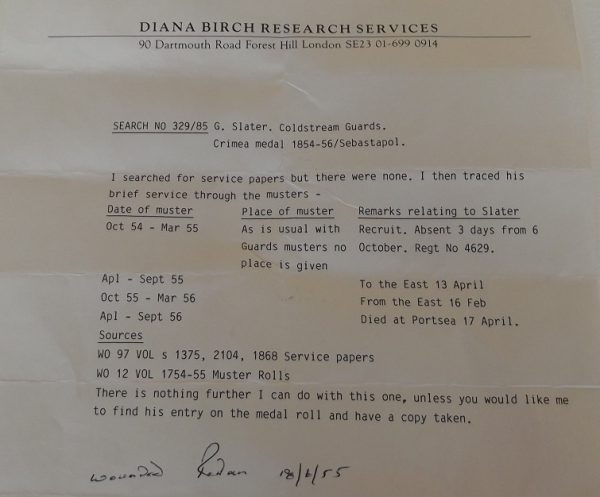 DIANA BIRCH RESEARCH SERVICES
90 Dartmouth Road Forest Hill London SE23 01-699 0914
SEARCH NO 329/85 G. Slater. Coldstream Guards.
Crimea medal 1854-56/Sebastapol.
I searched for service papers but there were none. I then traced his
brief service through the musters -
Date of muster Place of muster Remarks relating to Slater
Oct 54 - Mar 55 As is usual with Recruit. Absent 3 days from 6
Guards musters no October. Regt No 4629.
place is given
Apl - Sept 55 To the East 13 April
Oct 55 - Mar 56 From the East 16 Feb
Apl - Sept 56 Died at Portsea 17 April.
Sources
WO 97 VOL s 1375, 2104, 1868 Service papers
WO 12 VOL 1754-55 Muster Rolls
There is nothing further I can do with this one, unless you would like me
to find his entry on the medal roll and have a copy taken.
wounded Redan 18/6/55